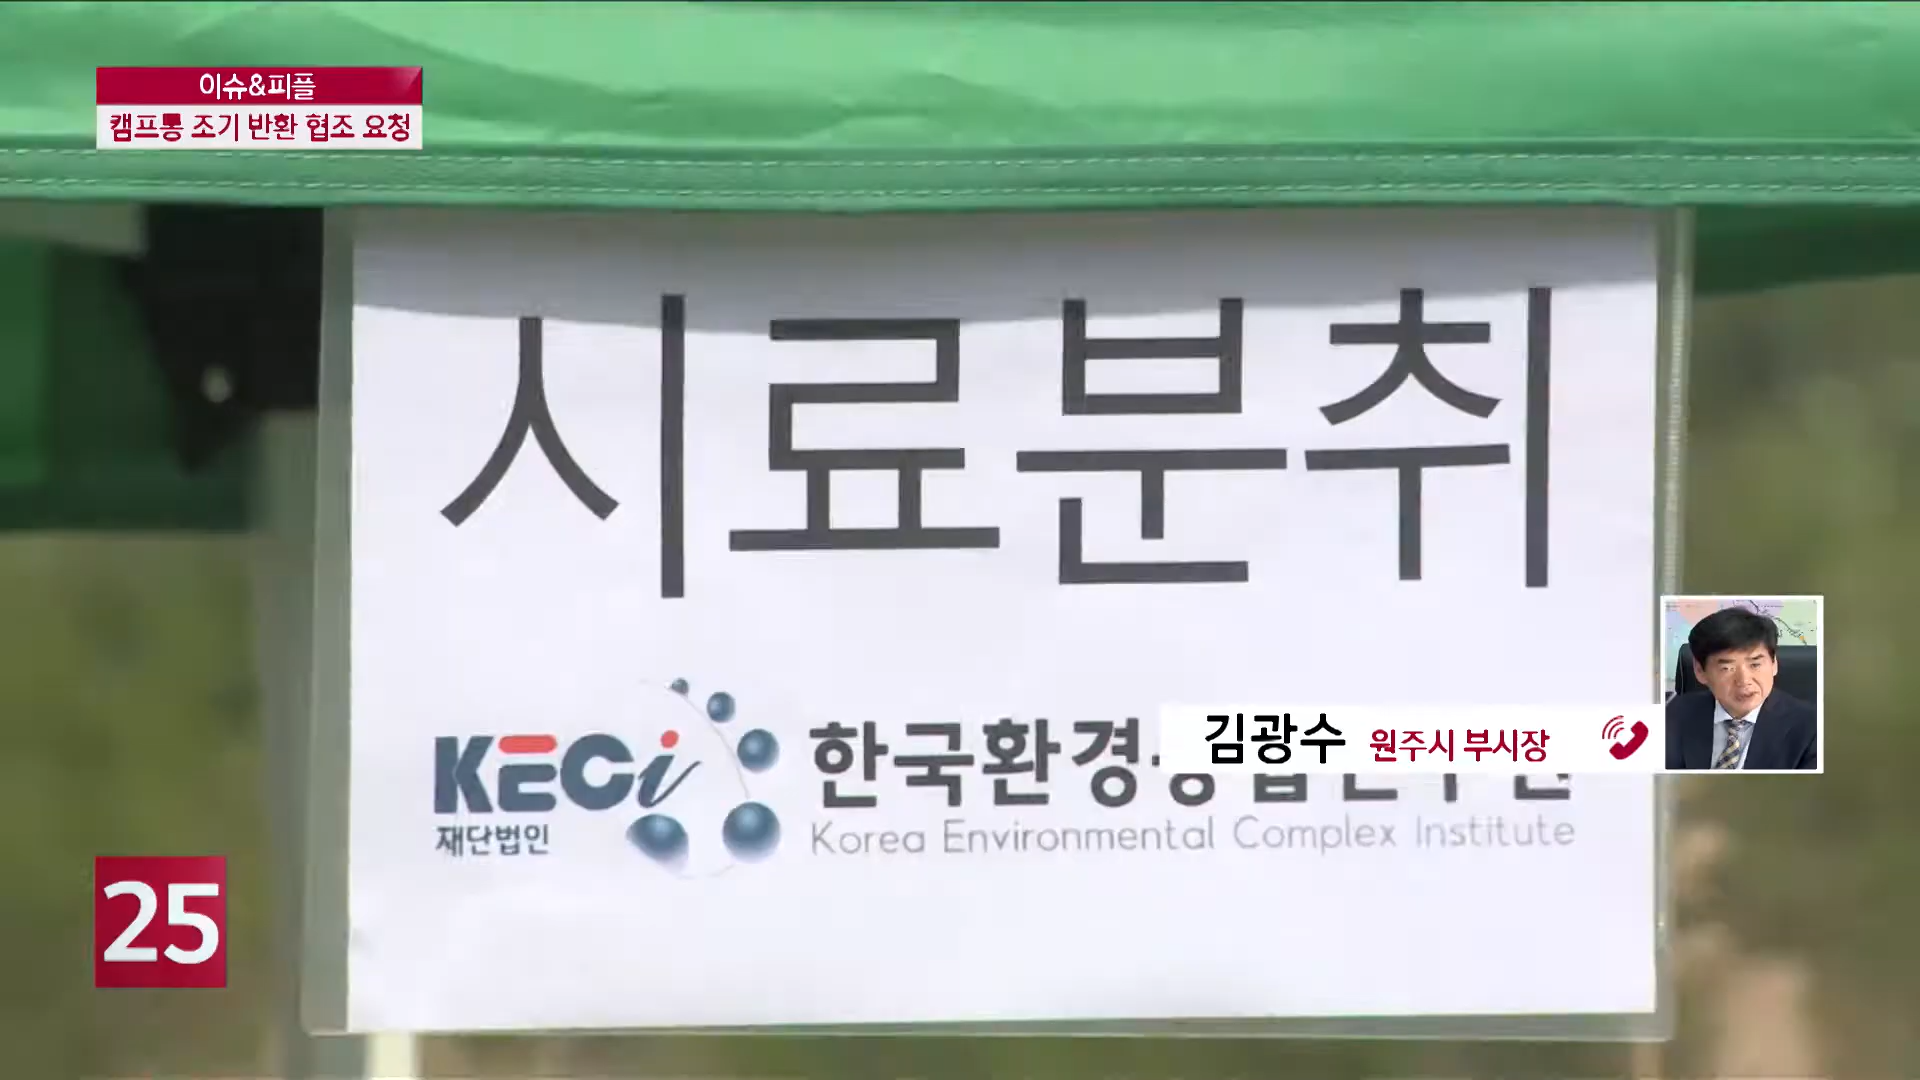 이슈&피플
캠프롱 조기 반환 협조 요청
시료분취
KECi
재단법인
한국환경
Korea Environmental Complex Institute
김광수 원주시 부시장
25